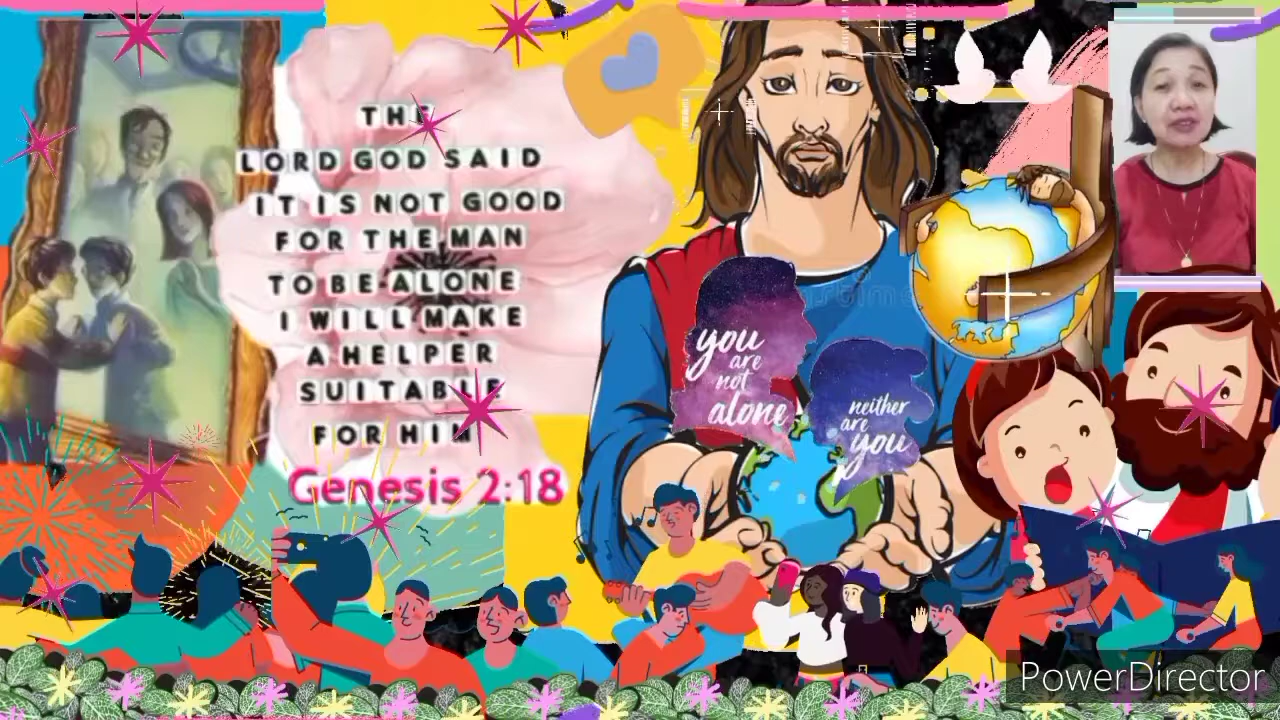 THE
LORD GOD SAID
IT IS NOT GOOD
FOR THE MAN
TO BE ALONE
I WILL MAKE
A HELPER
SUITABLE
FOR HIM
Genesis 2:18
you
are
not
alone
neither
are
you
PowerDirector